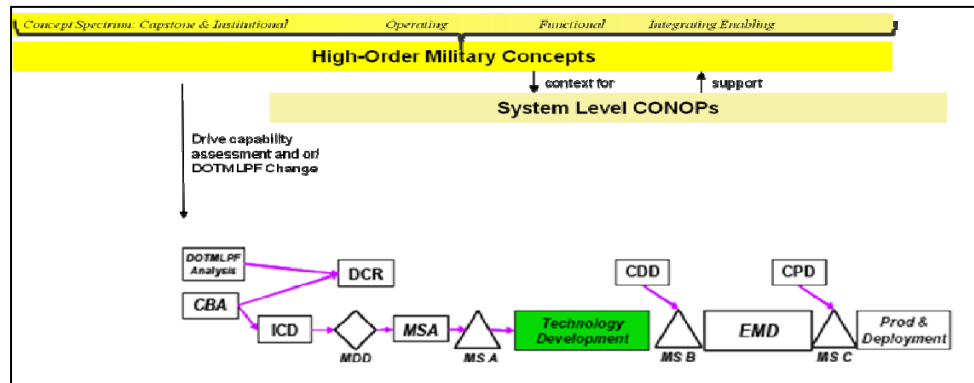 Concept Spectrum: Capstone & Institutional Operating Functional Integrating Enabling
High-Order Military Concepts
context for support
System Level CONOPs
Drive capability
assessment and or/
DOTMLPF Change
DOTMLPF
Analysis
DCR
CDD
CPD
CBA
ICD
MDD
MSA
MS A
Technology
Development
MS B
EMD
MS C
Prod &
Deployment